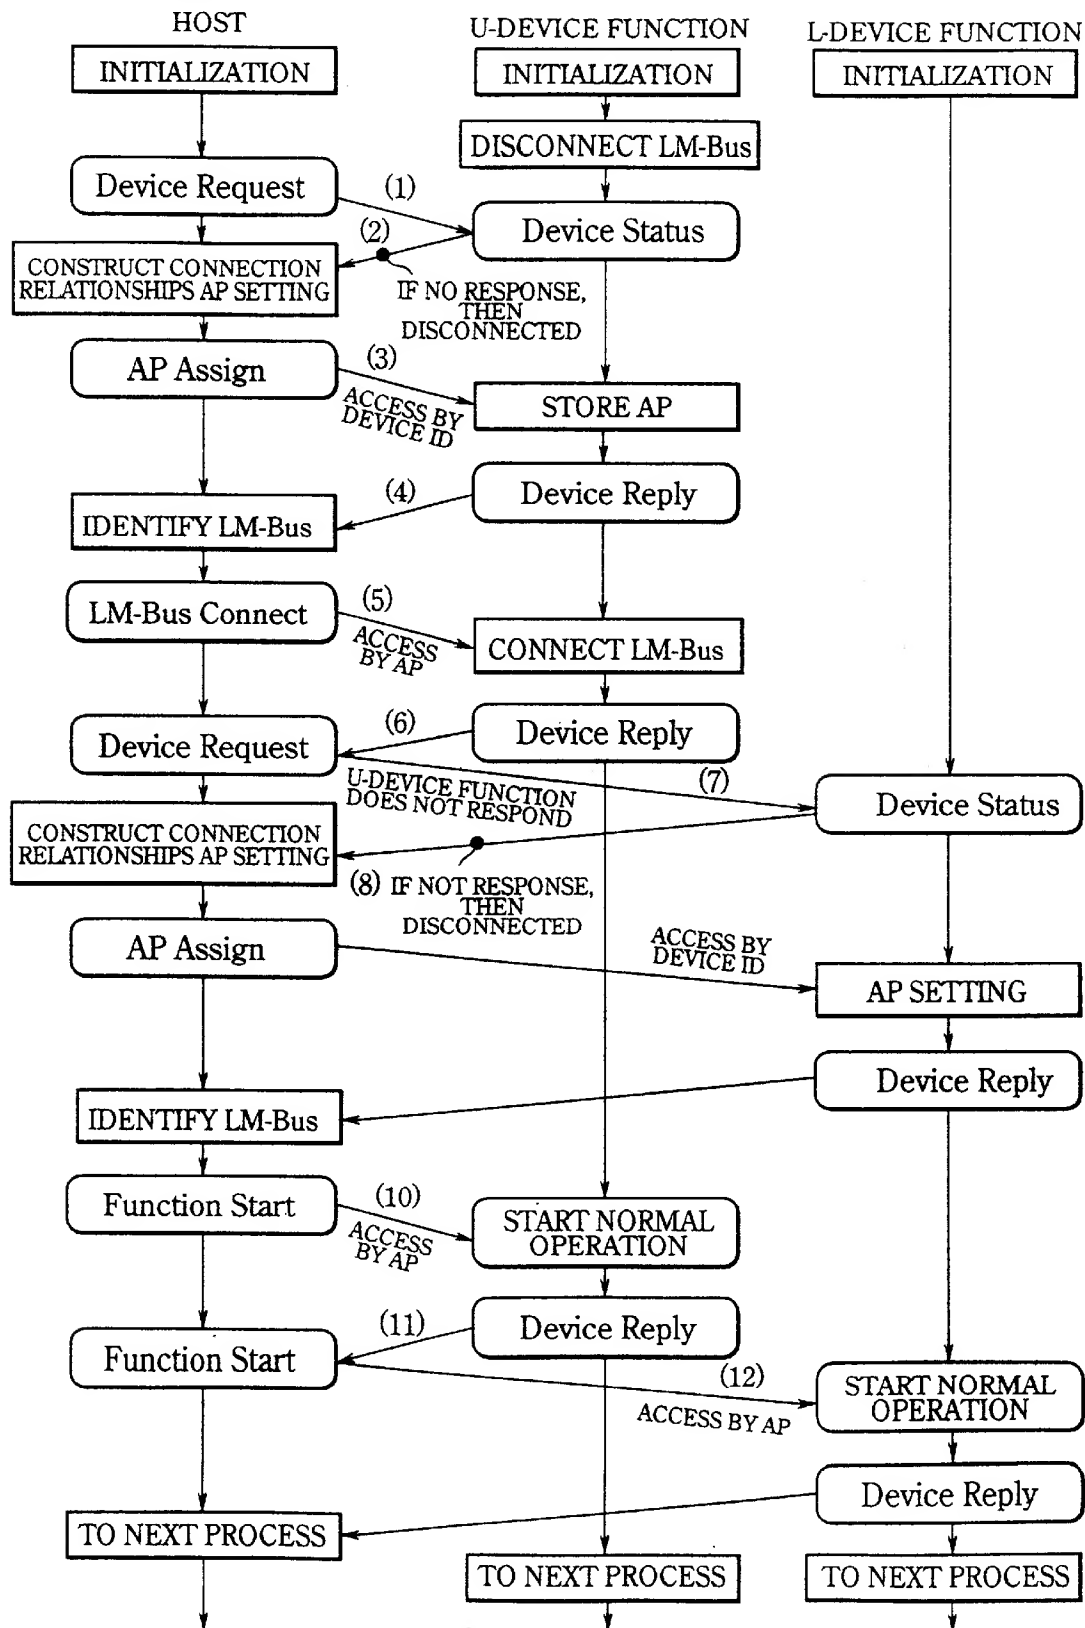 HOST
U-DEVICE FUNCTION
L-DEVICE FUNCTION
INITIALIZATION
INITIALIZATION
INITIALIZATION
DISCONNECT LM-Bus
Device Request
(1)
Device Status
(2)
CONSTRUCT CONNECTION
RELATIONSHIPS AP SETTING
IF NO RESPONSE,
THEN
DISCONNECTED
AP Assign
(3)
ACCESS BY
DEVICE ID
STORE AP
Device Reply
(4)
IDENTIFY LM-Bus
LM-Bus Connect
(5)
ACCESS
BY AP
CONNECT LM-Bus
Device Reply
(6)
Device Request
U-DEVICE FUNCTION
DOES NOT RESPOND
(7)
Device Status
CONSTRUCT CONNECTION
RELATIONSHIPS AP SETTING
(8) IF NOT RESPONSE,
THEN
DISCONNECTED
AP Assign
ACCESS BY
DEVICE ID
AP SETTING
Device Reply
IDENTIFY LM-Bus
Function Start
(10)
ACCESS
BY AP
START NORMAL
OPERATION
Device Reply
(11)
Function Start
(12)
ACCESS BY AP
START NORMAL
OPERATION
Device Reply
TO NEXT PROCESS
TO NEXT PROCESS
TO NEXT PROCESS